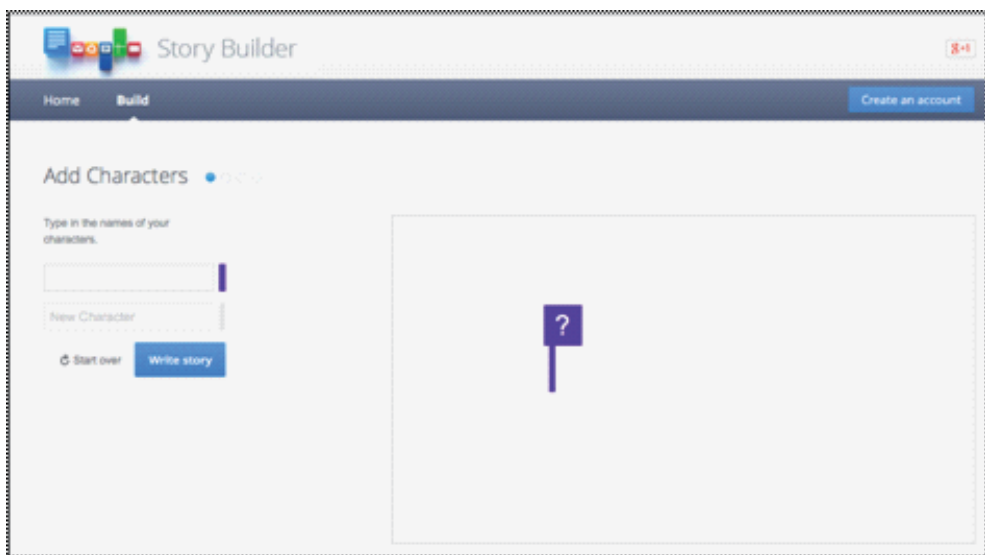 Story Builder
g+1
Home
Build
Create an account
Add Characters
Type in the names of your
characters.
New Character
Start over
Write story
?